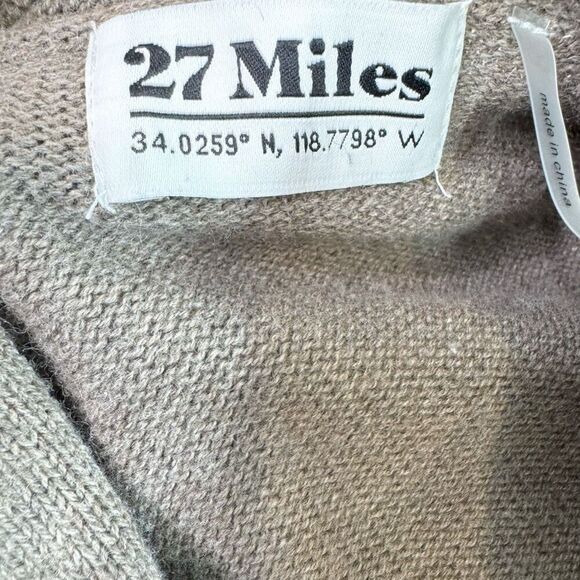 27 Miles
34.0259° N, 118.7798° W
made in china